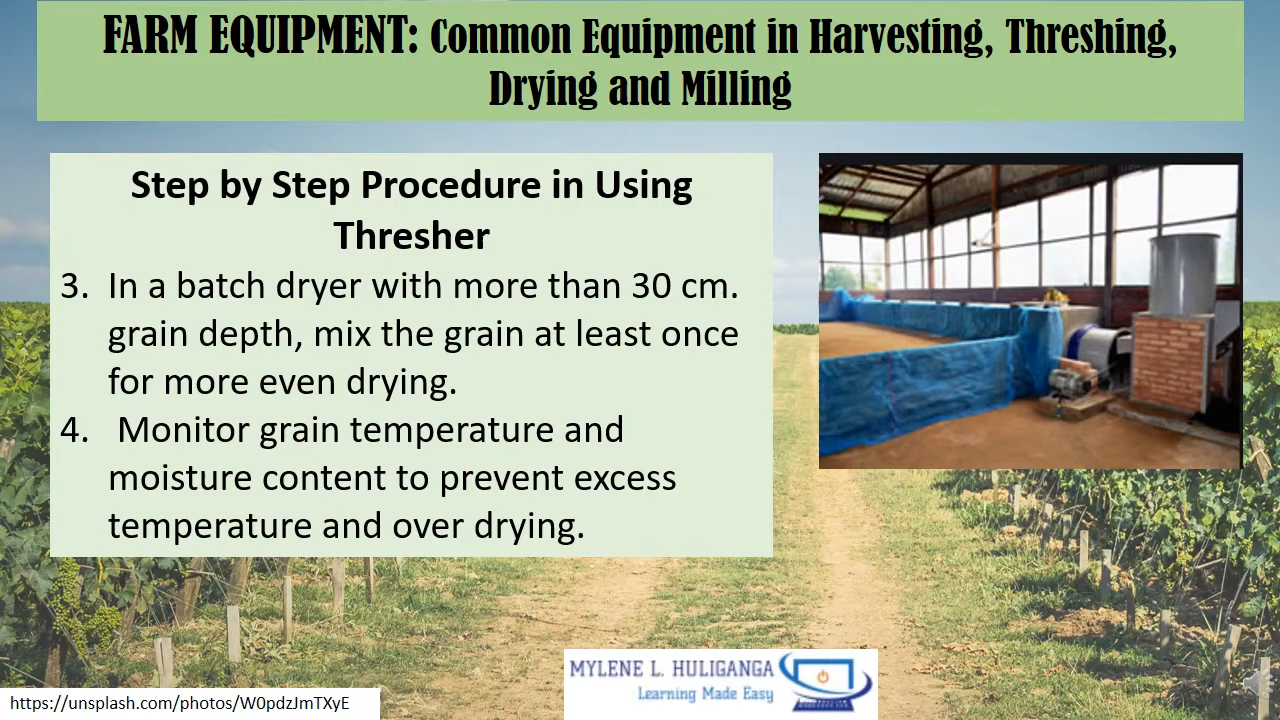 FARM EQUIPMENT: Common Equipment in Harvesting, Threshing,
Drying and Milling
Step by Step Procedure in Using
Thresher
3. In a batch dryer with more than 30 cm.
grain depth, mix the grain at least once
for more even drying.
4. Monitor grain temperature and
moisture content to prevent excess
temperature and over drying.
MYLENE L. HULIGANGA
Learning Made Easy
https://unsplash.com/photos/W0pdzJmTXyE